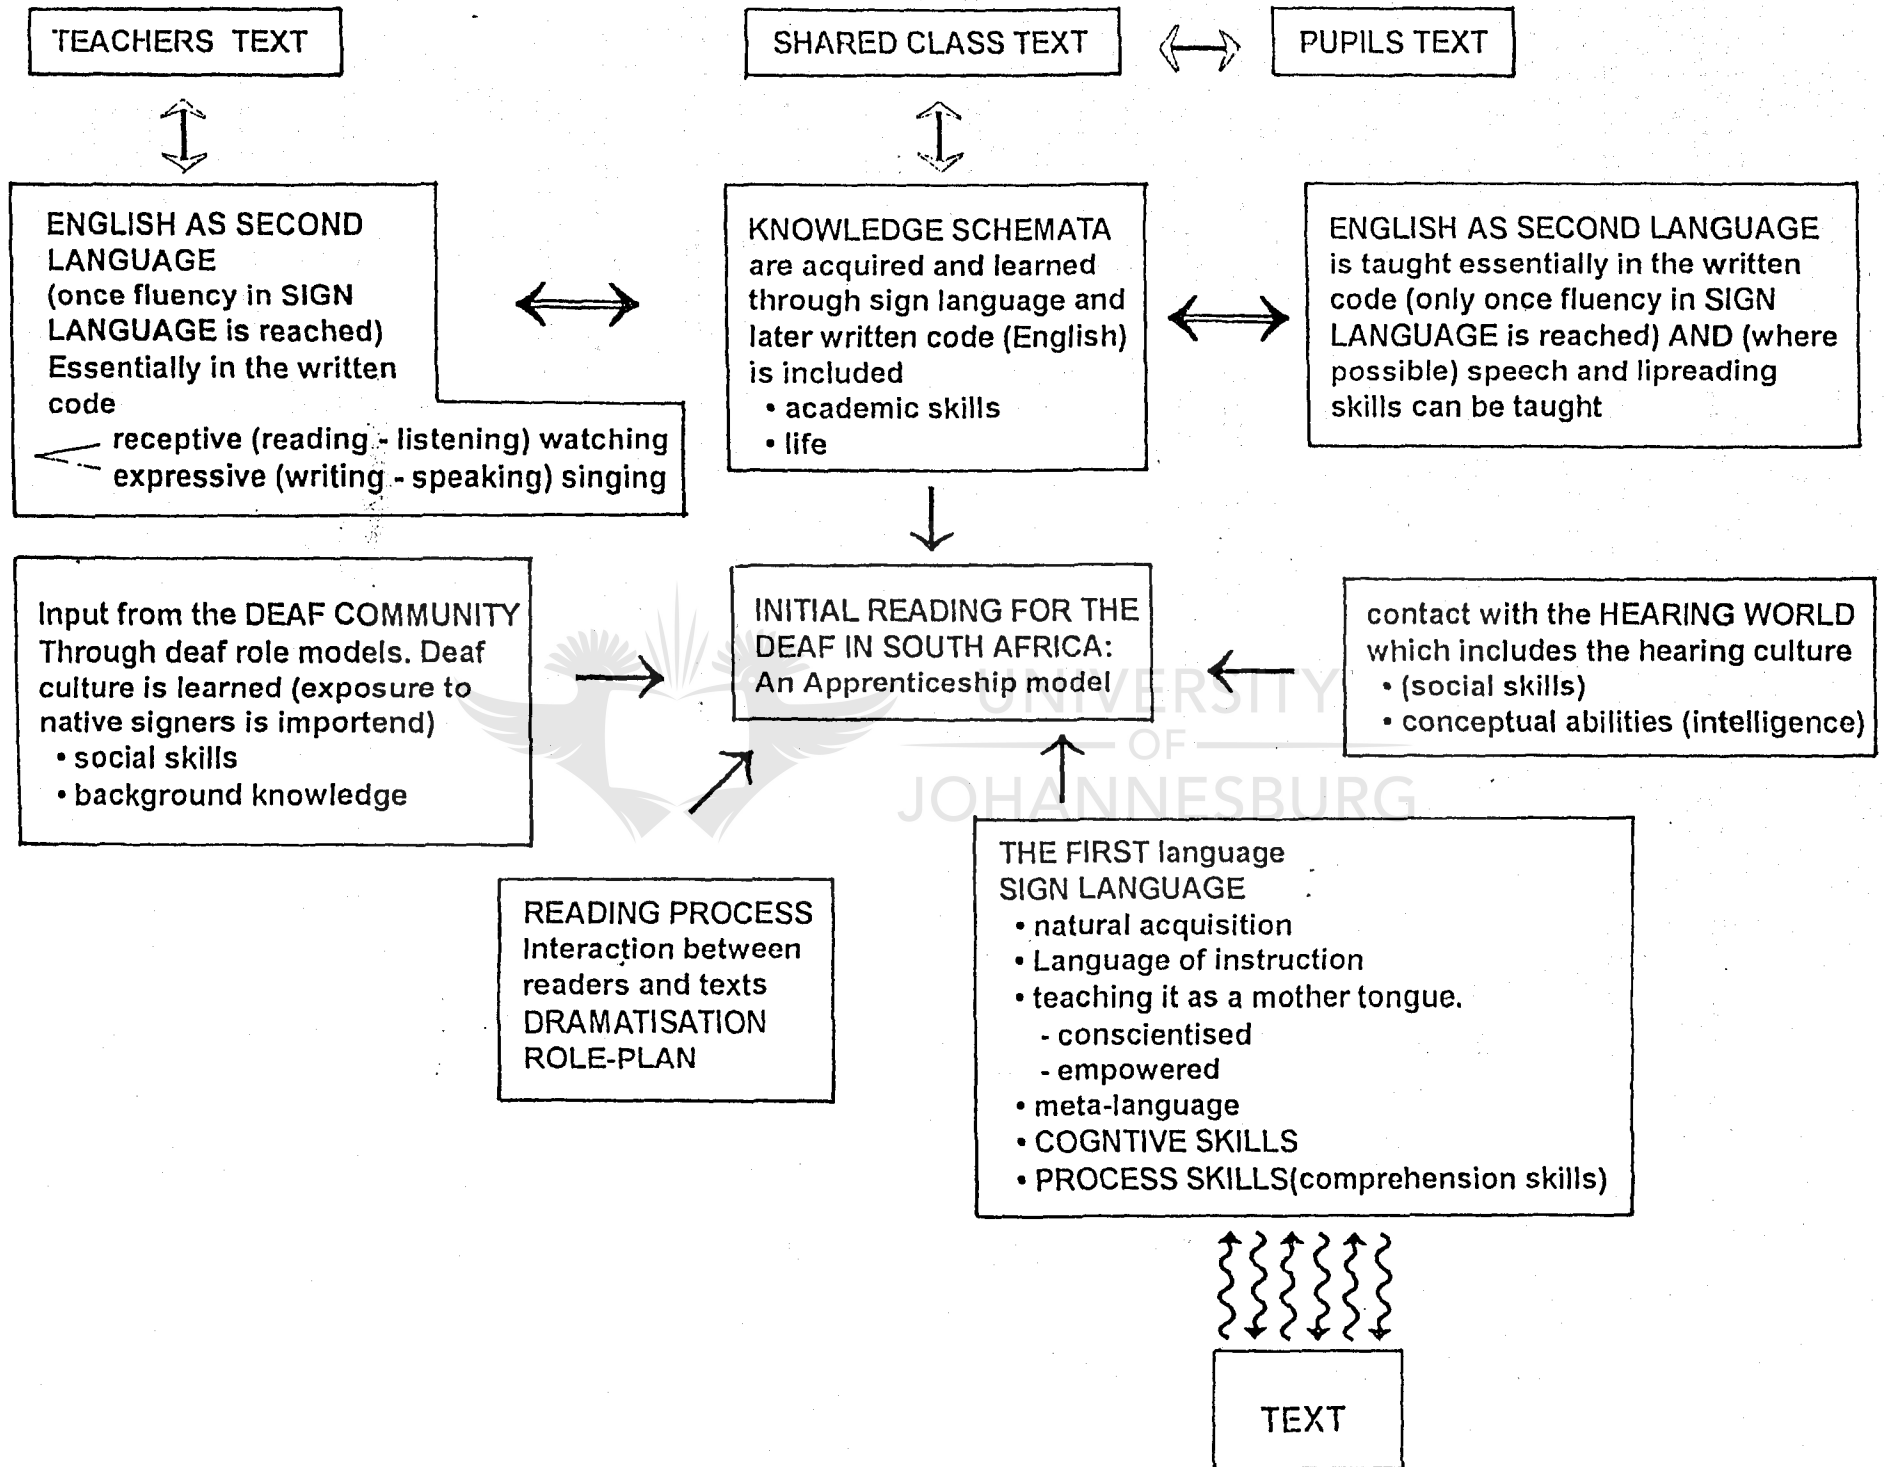 TEACHERS TEXT
SHARED CLASS TEXT
PUPILS TEXT
ENGLISH AS SECOND
LANGUAGE
(once fluency in SIGN
LANGUAGE is reached)
Essentially in the written
code
receptive (reading - listening) watching
expressive (writing - speaking) singing
KNOWLEDGE SCHEMATA
are acquired and learned
through sign language and
later written code (English)
is included
• academic skills
• life
ENGLISH AS SECOND LANGUAGE
is taught essentially in the written
code (only once fluency in SIGN
LANGUAGE is reached) AND (where
possible) speech and lipreading
skills can be taught
Input from the DEAF COMMUNITY
Through deaf role models. Deaf
culture is learned (exposure to
native signers is importend)
• social skills
• background knowledge
INITIAL READING FOR THE
DEAF IN SOUTH AFRICA:
An Apprenticeship model
contact with the HEARING WORLD
which includes the hearing culture
• (social skills)
• conceptual abilities (intelligence)
UNIVERSITY
OF
JOHANNESBURG
READING PROCESS
Interaction between
readers and texts
DRAMATISATION
ROLE-PLAN
THE FIRST language
SIGN LANGUAGE
• natural acquisition
• Language of instruction
• teaching it as a mother tongue.
- conscientised
- empowered
• meta-language
• COGNTIVE SKILLS
• PROCESS SKILLS(comprehension skills)
TEXT